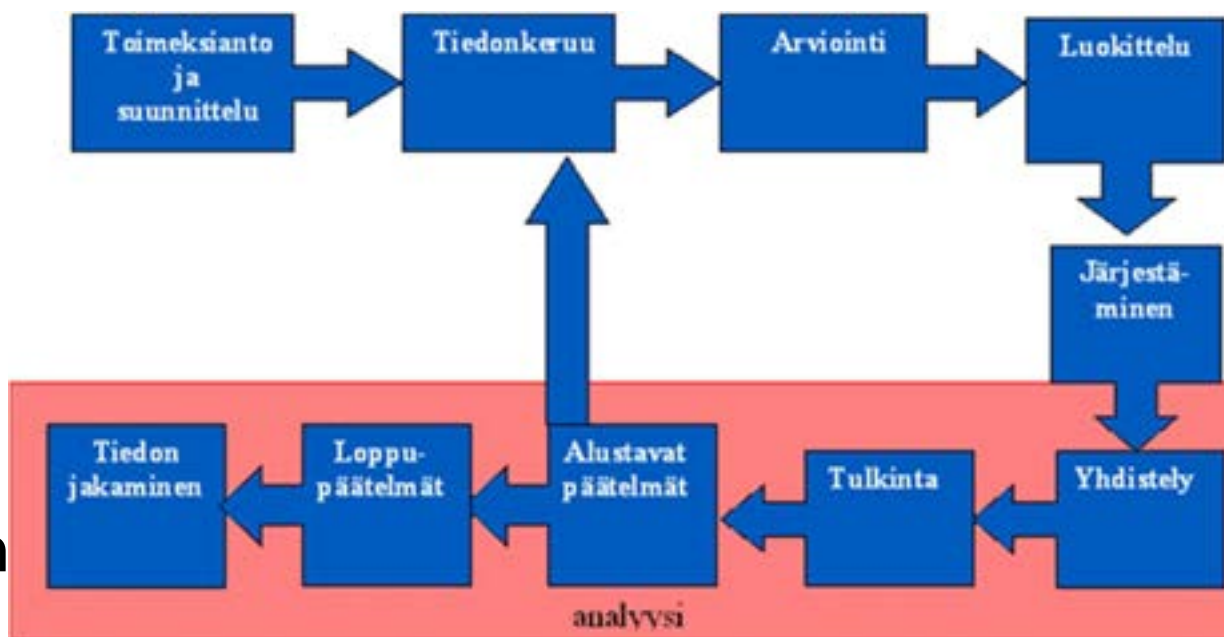 Toimeksianto
ja
suunnittelu
Tiedonkeruu
Arviointi
Luokittelu
Järjestä-
minen
Yhdistely
Tulkinta
Alustavat
päätelmät
Loppu-
päätelmät
Tiedon
jakaminen
n
analyysi